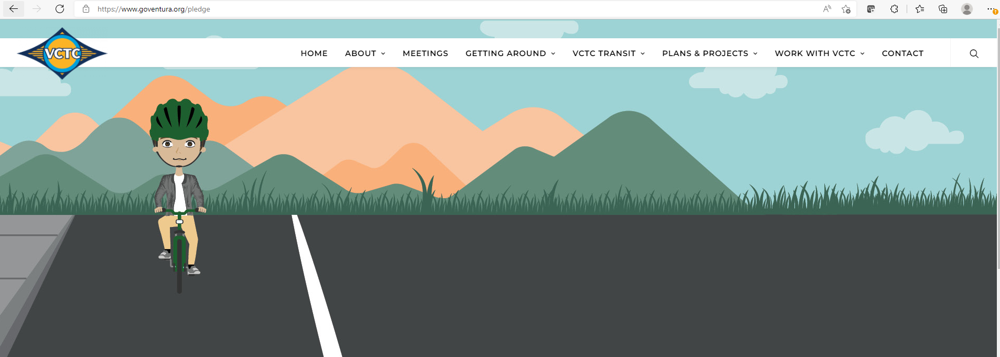 https://www.goventura.org/pledge
VCTC
HOME ABOUT MEETINGS GETTING AROUND VCTC TRANSIT PLANS & PROJECTS WORK WITH VCTC CONTACT